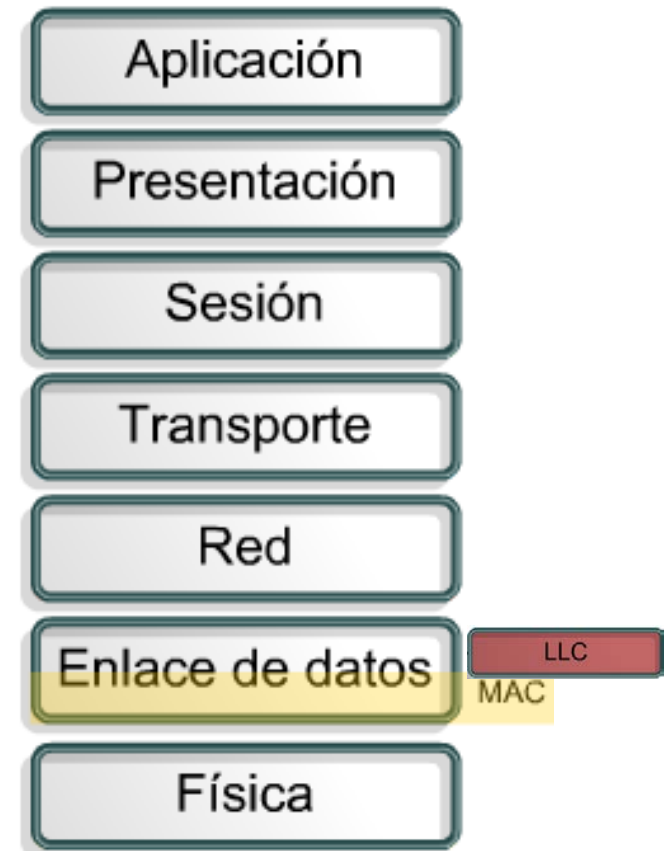 Aplicación
Presentación
Sesión
Transporte
Red
Enlace de datos
LLC
MAC
Física